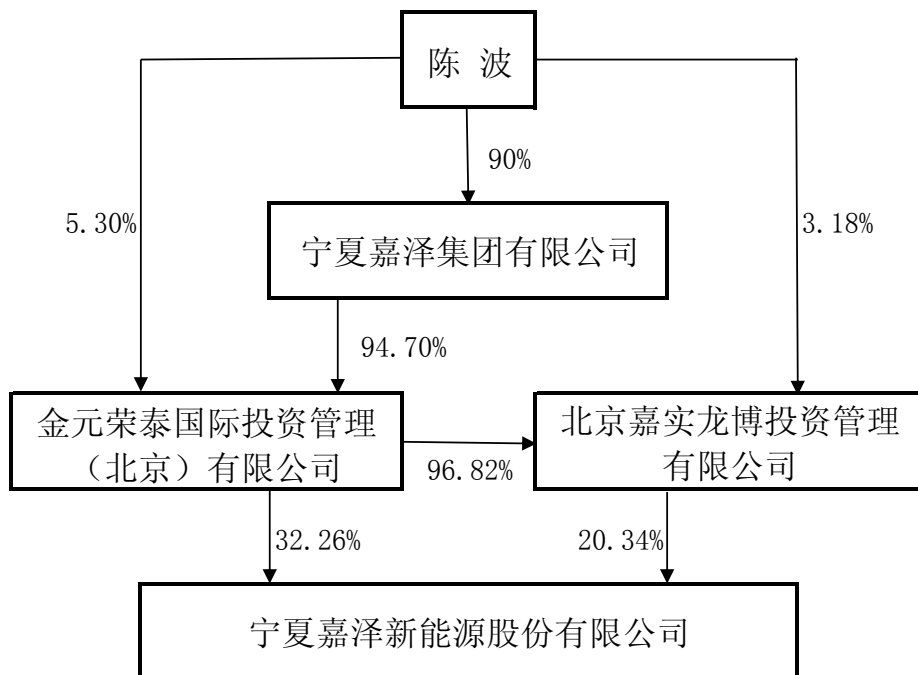 陈 波
90%
5.30%
3.18%
宁夏嘉泽集团有限公司
94.70%
金元荣泰国际投资管理
（北京）有限公司
96.82%
北京嘉实龙博投资管理
有限公司
32.26%
20.34%
宁夏嘉泽新能源股份有限公司